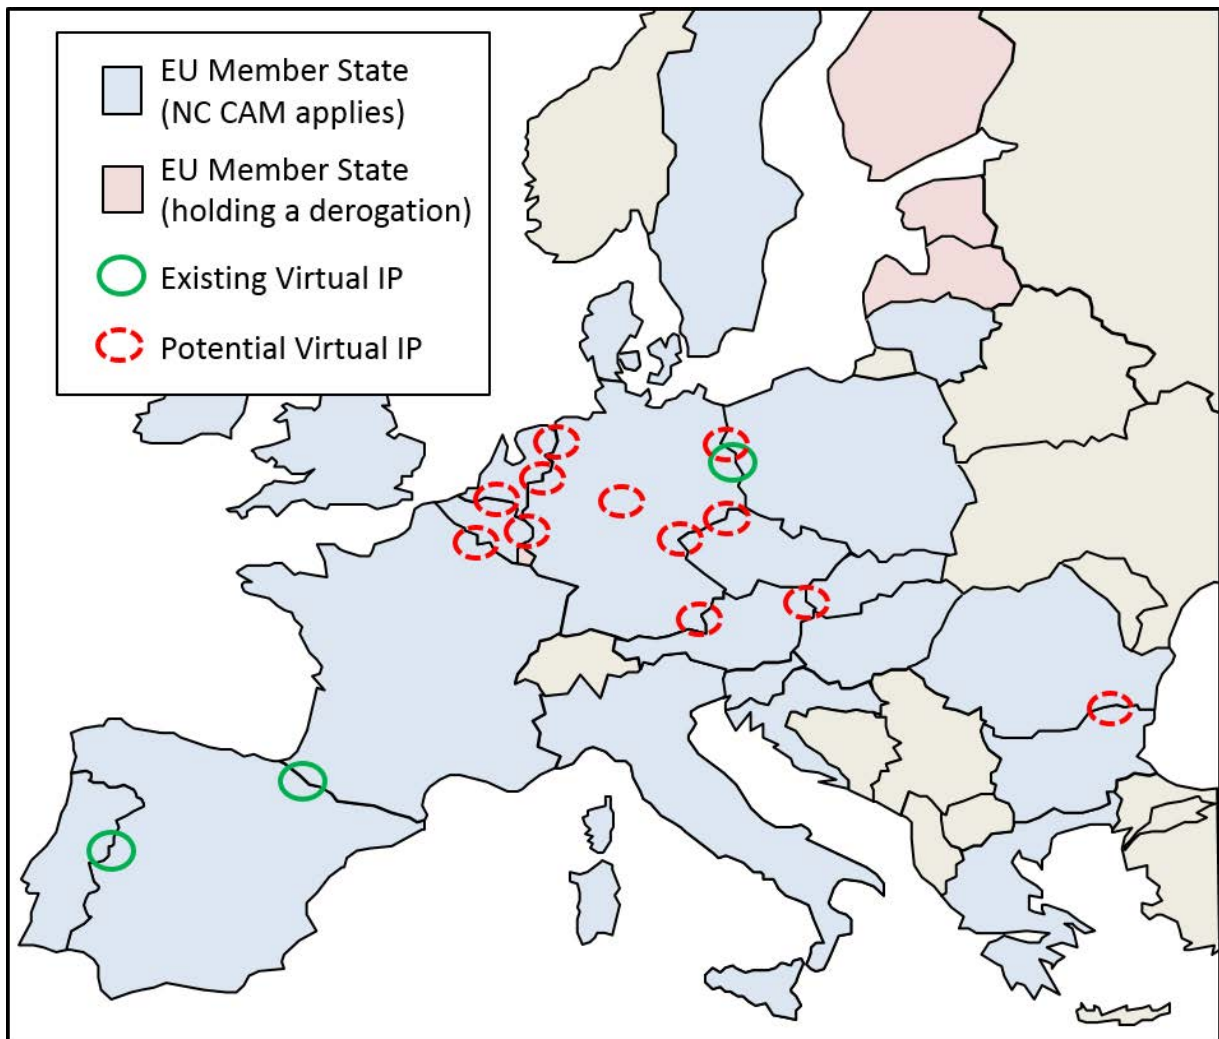 EU Member State
(NC CAM applies)
EU Member State
(holding a derogation)
Existing Virtual IP
Potential Virtual IP